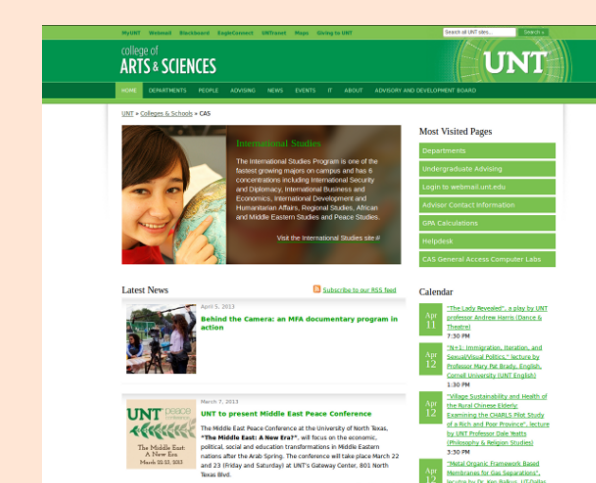 MyUNT Webmail Blackboard EagleConnect UNTranet Maps Giving to UNT
Search all UNT sites... Search »
college of
ARTS & SCIENCES
UNT
HOME DEPARTMENTS PEOPLE ADVISING NEWS EVENTS IT ABOUT ADVISORY AND DEVELOPMENT BOARD
UNT » Colleges & Schools » CAS
International Studies
The International Studies Program is one of the
fastest growing majors on campus and has 6
concentrations including International Security
and Diplomacy, International Business and
Economics, International Development and
Humanitarian Affairs, Regional Studies, African
and Middle Eastern Studies and Peace Studies.
Visit the International Studies site
Most Visited Pages
Departments
Undergraduate Advising
Login to webmail.unt.edu
Advisor Contact Information
GPA Calculations
Helpdesk
CAS General Access Computer Labs
Latest News
Subscribe to our RSS feed
April 5, 2013
Behind the Camera: an MFA documentary program in
action
March 7, 2013
UNT to present Middle East Peace Conference
The Middle East Peace Conference at the University of North Texas,
"The Middle East: A New Era?", will focus on the economic,
political, social and education transformations in Middle Eastern
nations after the Arab Spring. The conference will take place March 22
and 23 (Friday and Saturday) at UNT's Gateway Center, 801 North
Texas Blvd.
UNT peace
CONFERENCE
The Middle East:
A New Era
March 22-23, 2013
Calendar
Apr
11
"The Lady Revealed", a play by UNT
professor Andrew Harris (Dance &
Theatre)
7:30 PM
Apr
12
"N+1: Immigration, Iteration, and
Sexual/Visual Politics," lecture by
Professor Mary Pat Brady, English,
Cornell University (UNT English)
1:30 PM
Apr
12
"Village Sustainability and Health of
the Rural Chinese Elderly:
Examining the CHARLS Pilot Study
of a Rich and Poor Province", lecture
by UNT Professor Dale Yeatts
(Philosophy & Religion Studies)
3:30 PM
Apr
12
"Metal Organic Framework Based
Membranes for Gas Separations",
lecture by Dr. Ken Balkus, UT-Dallas